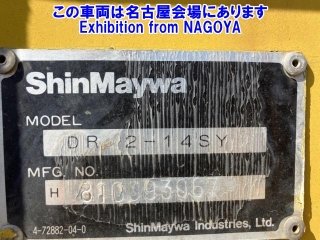 この車両は名古屋会場にあります
Exhibition from NAGOYA
ShinMaywa
MODEL
DR 2-14SY
MFG. NO.
H
4-72882-04-0 ShinMaywa Industries, Ltd.